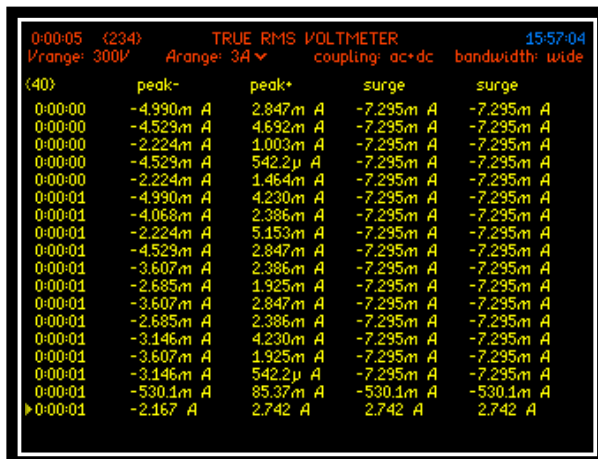 0:00:05 {234} TRUE RMS VOLTMETER 15:57:04
Vrange: 300V Arange: 3A coupling: ac+dc bandwidth: wide
{40} peak- peak+ surge surge
0:00:00 -4.990m A 2.847m A -7.295m A -7.295m A
0:00:00 -4.529m A 4.692m A -7.295m A -7.295m A
0:00:00 -2.224m A 1.003m A -7.295m A -7.295m A
0:00:00 -4.529m A 542.2µ A -7.295m A -7.295m A
0:00:00 -2.224m A 1.464m A -7.295m A -7.295m A
0:00:01 -4.990m A 4.230m A -7.295m A -7.295m A
0:00:01 -4.068m A 2.386m A -7.295m A -7.295m A
0:00:01 -2.224m A 5.153m A -7.295m A -7.295m A
0:00:01 -4.529m A 2.847m A -7.295m A -7.295m A
0:00:01 -3.607m A 2.386m A -7.295m A -7.295m A
0:00:01 -2.685m A 1.925m A -7.295m A -7.295m A
0:00:01 -3.607m A 2.847m A -7.295m A -7.295m A
0:00:01 -2.685m A 2.386m A -7.295m A -7.295m A
0:00:01 -3.146m A 4.230m A -7.295m A -7.295m A
0:00:01 -3.607m A 1.925m A -7.295m A -7.295m A
0:00:01 -3.146m A 542.2µ A -7.295m A -7.295m A
0:00:01 -530.1m A 85.37m A -530.1m A -530.1m A
0:00:01 -2.167 A 2.742 A 2.742 A 2.742 A